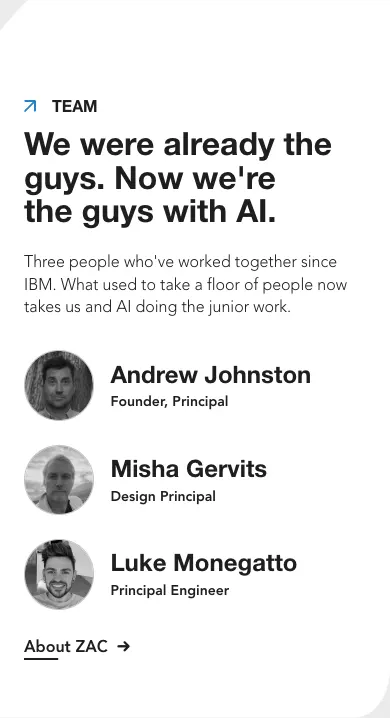 TEAM
We were already the
guys. Now we're
the guys with AI.
Three people who've worked together since
IBM. What used to take a floor of people now
takes us and AI doing the junior work.
Andrew Johnston
Founder, Principal
Misha Gervits
Design Principal
Luke Monegatto
Principal Engineer
About ZAC →